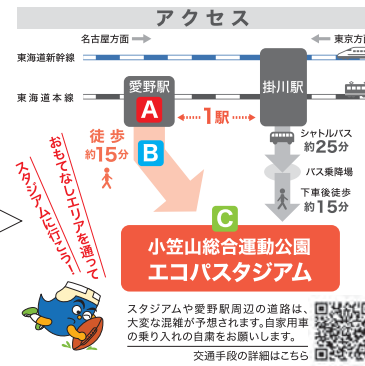 アクセス
名古屋方面
東京方面
東海道新幹線
東海道本線
愛野駅
掛川駅
A
1駅
徒歩
約15分
B
シャトルバス
約25分
バス乗降場
下車後徒歩
約15分
おもてなしエリアを通って
スタジアムに行こう!
C
小笠山総合運動公園
エコパスタジアム
スタジアムや愛野駅周辺の道路は、
大変な混雑が予想されます。自家用車
の乗り入れの自粛をお願いします。
交通手段の詳細はこちら